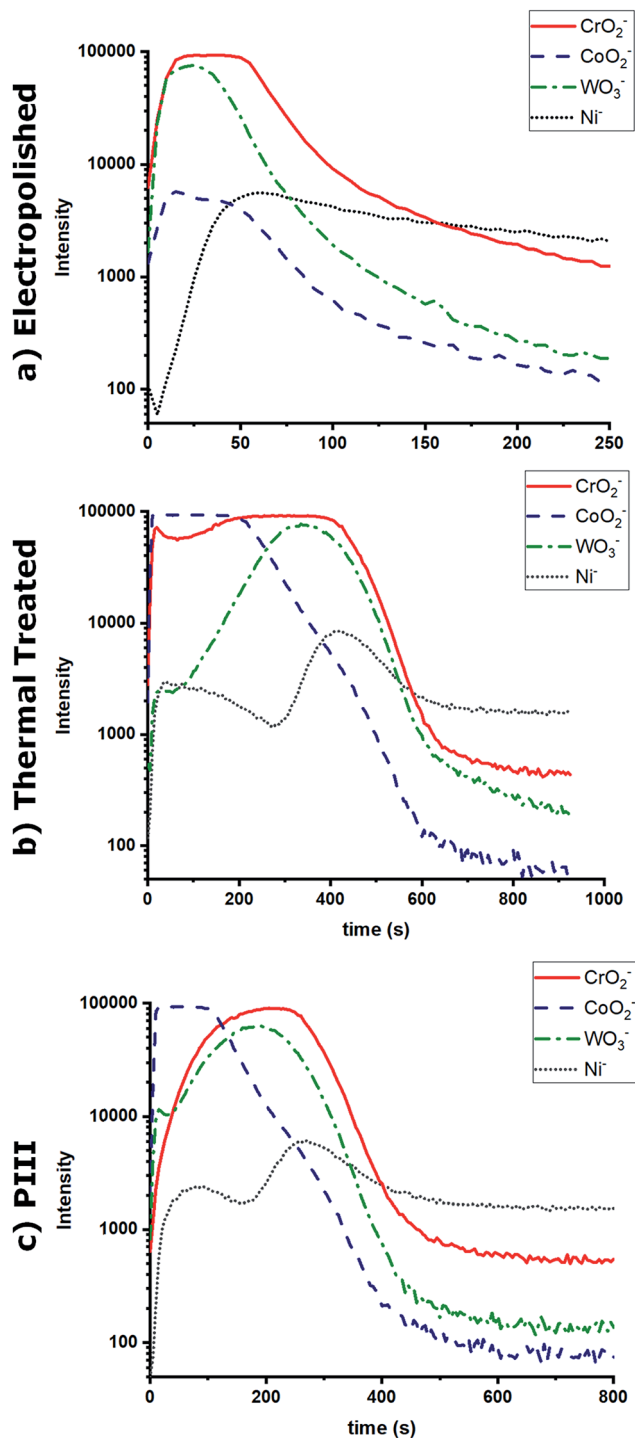 a) Electropolished
Intensity
100000
10000
1000
100
0 50 100 150 200 250
CrO₂⁻
CoO₂⁻
WO₃⁻
Ni⁻
b) Thermal Treated
Intensity
100000
10000
1000
100
0 200 400 600 800 1000
time (s)
CrO₂⁻
CoO₂⁻
WO₃⁻
Ni⁻
c) PIII
Intensity
100000
10000
1000
100
0 200 400 600 800
time (s)
CrO₂⁻
CoO₂⁻
WO₃⁻
Ni⁻